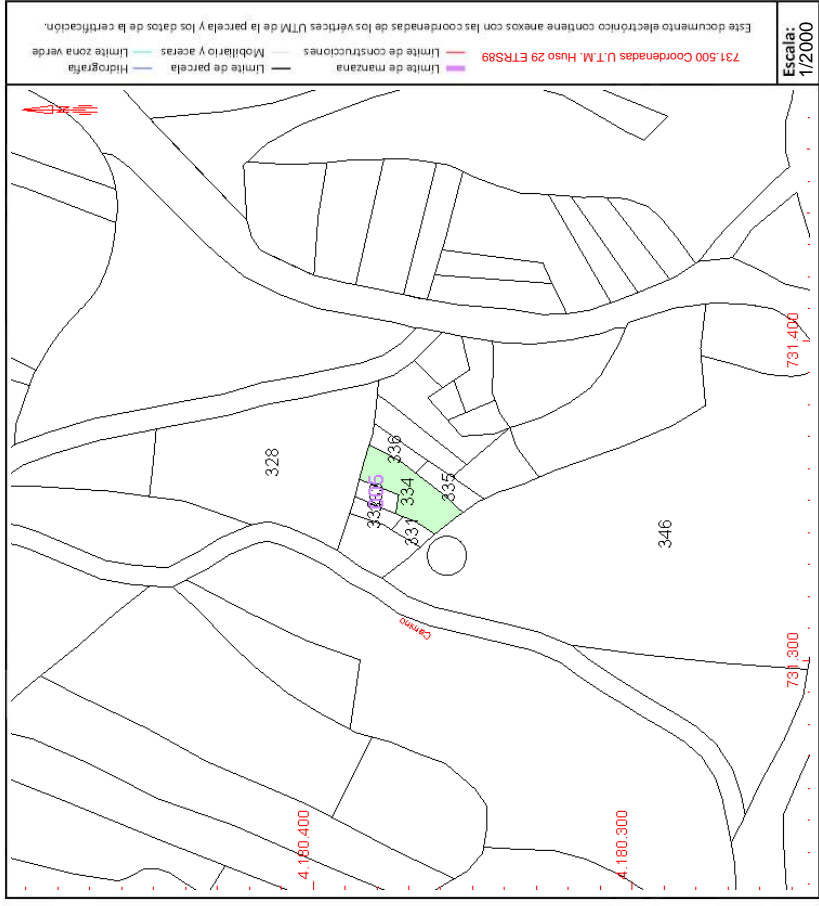 Este documento electrónico contiene anexos con las coordenadas de los vértices UTM de la parcela y los datos de la certificación.
731.500 Coordenadas U.T.M. Huso 29 ETRS89
Límite de manzana
Límite de construcciones
Límite de parcela
Mobiliario y aceras
Hidrografía
Límite zona verde
Escala:
1/2000
328
336
334
335
331
346
Camino
731.400
731.300
4.180.400
4.180.300